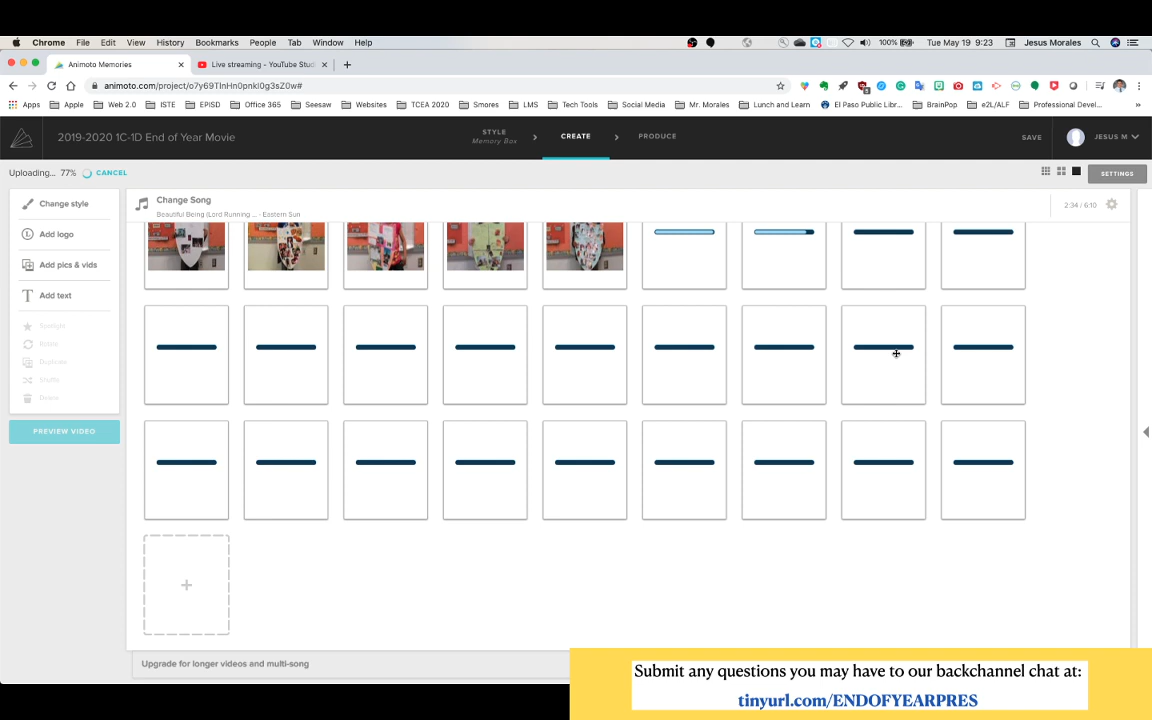 Chrome File Edit View History Bookmarks People Tab Window Help 100% Tue May 19 9:23 Jesus Morales
Animoto Memories Live streaming - YouTube Stud
animoto.com/project/o7y69TlnHn0pnkl0g3sZ0w#
Apps Apple Web 2.0 ISTE EPISD Office 365 Seesaw Websites TCEA 2020 Smores LMS Tech Tools Social Media Mr. Morales Lunch and Learn El Paso Public Libr... BrainPop e2L/ALF Professional Devel... »
2019-2020 1C-1D End of Year Movie
STYLE
Memory Box
CREATE
PRODUCE
SAVE
JESUS M
Uploading... 77% CANCEL
SETTINGS
Change style
Add logo
Add pics & vids
Add text
Spotlight
Rotate
Duplicate
Shuffle
Delete
PREVIEW VIDEO
Change Song
Beautiful Being (Lord Running ... - Eastern Sun
2:34 / 6:10
Upgrade for longer videos and multi-song
Submit any questions you may have to our backchannel chat at:
tinyurl.com/ENDOFYEARPRES